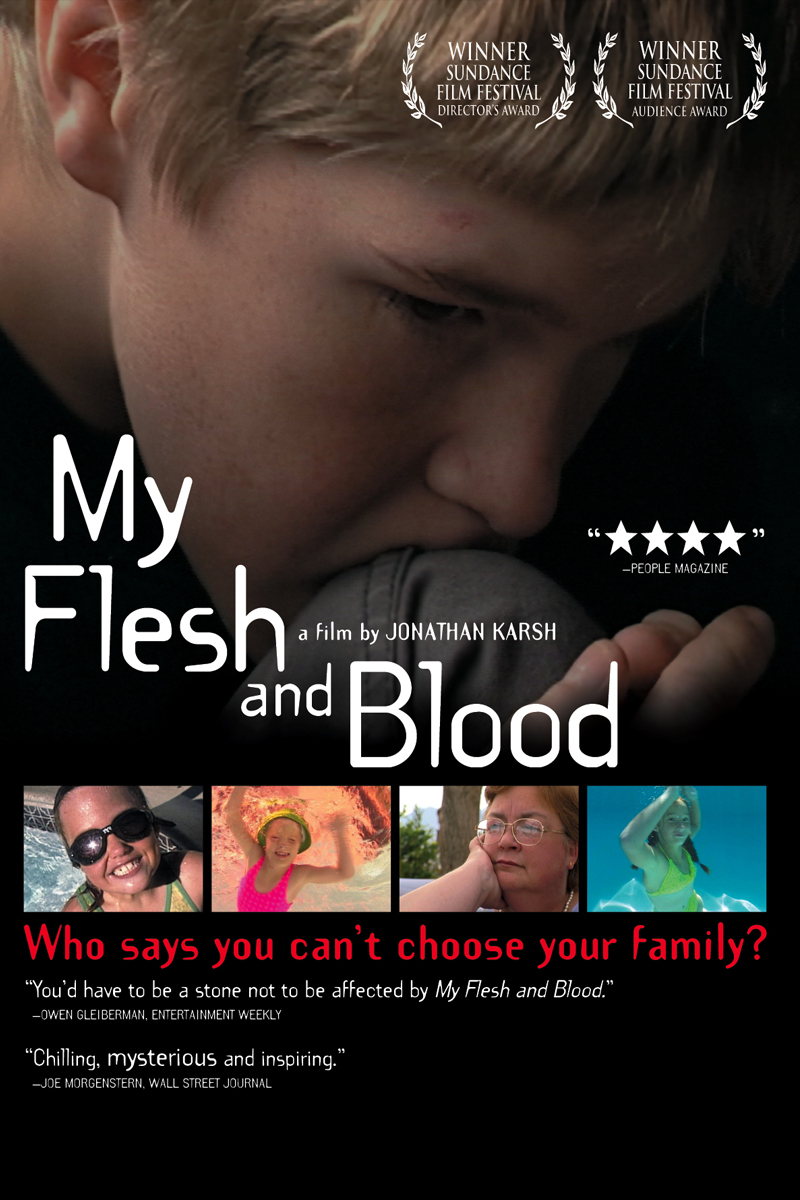 WINNER
SUNDANCE
FILM FESTIVAL
DIRECTOR'S AWARD
WINNER
SUNDANCE
FILM FESTIVAL
AUDIENCE AWARD
“★★★★”
—PEOPLE MAGAZINE
My
Flesh
a film by JONATHAN KARSH
and
Blood
Who says you can't choose your family?
“You'd have to be a stone not to be affected by My Flesh and Blood.”
—OWEN GLEIBERMAN, ENTERTAINMENT WEEKLY
“Chilling, mysterious and inspiring.”
—JOE MORGENSTERN, WALL STREET JOURNAL